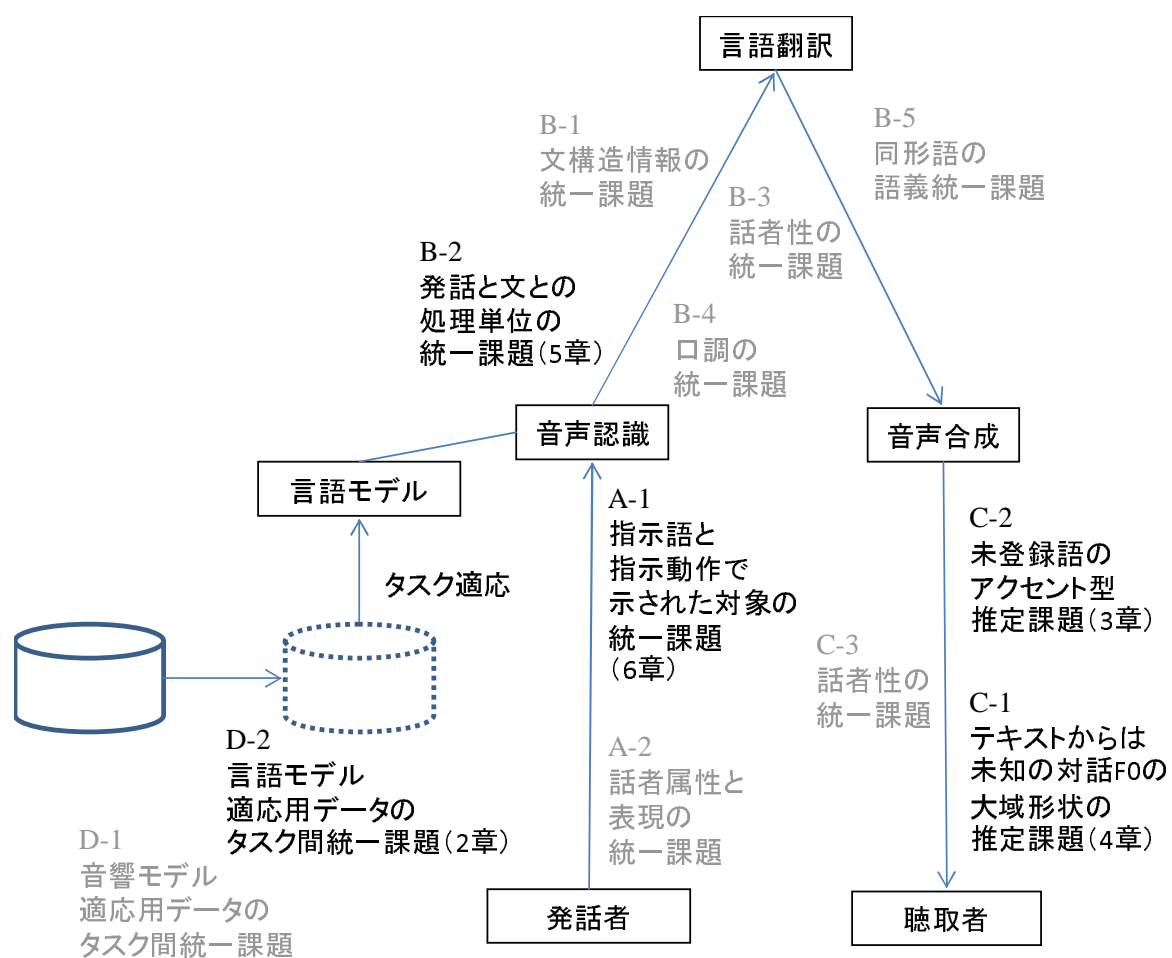 言語翻訳
B-1
文構造情報の
統一課題
B-5
同形語の
語義統一課題
B-3
話者性の
統一課題
B-2
発話と文との
処理単位の
統一課題(5章)
B-4
口調の
統一課題
音声認識
音声合成
言語モデル
A-1
指示語と
指示動作で
示された対象の
統一課題
(6章)
C-2
未登録語の
アクセント型
推定課題(3章)
タスク適応
C-3
話者性の
統一課題
C-1
テキストからは
未知の対話F0の
大域形状の
推定課題(4章)
D-2
言語モデル
適応用データの
タスク間統一課題(2章)
A-2
話者属性と
表現の
統一課題
D-1
音響モデル
適応用データの
タスク間統一課題
発話者
聴取者